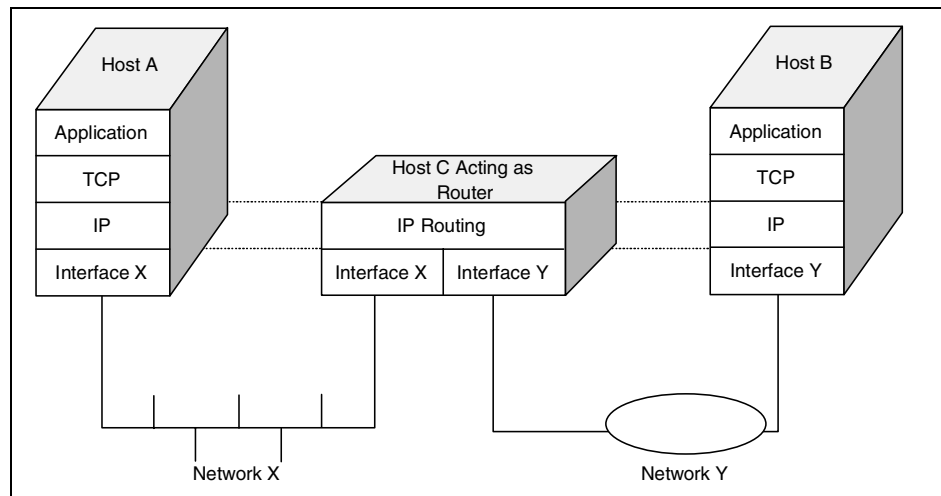 Host A
Application
TCP
IP
Interface X
Host C Acting as
Router
IP Routing
Interface X
Interface Y
Host B
Application
TCP
IP
Interface Y
Network X
Network Y